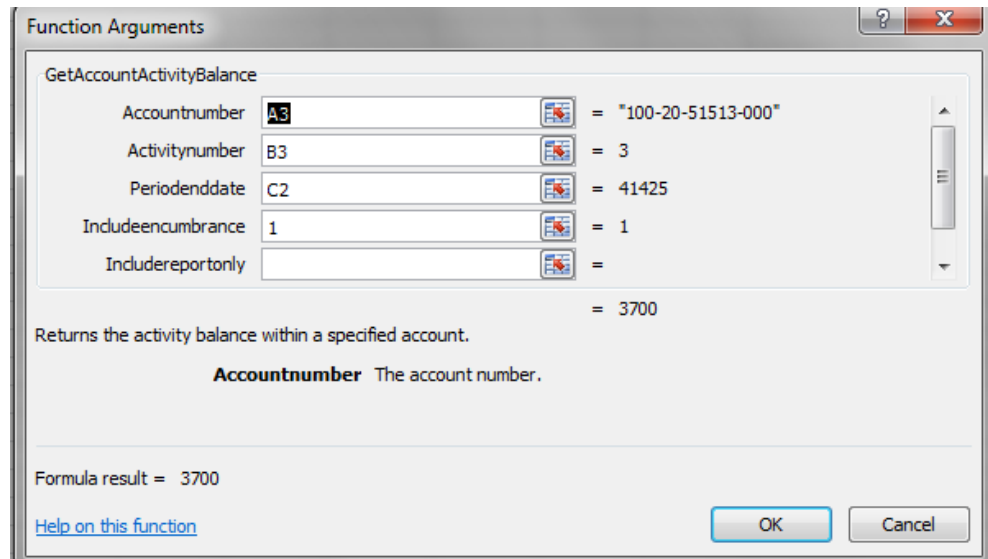 Function Arguments
GetAccountActivityBalance
Accountnumber A3 = "100-20-51513-000"
Activitynumber B3 = 3
Periodenddate C2 = 41425
Includeencumbrance 1 = 1
Includereportonly =
= 3700
Returns the activity balance within a specified account.
Accountnumber The account number.
Formula result = 3700
Help on this function OK Cancel